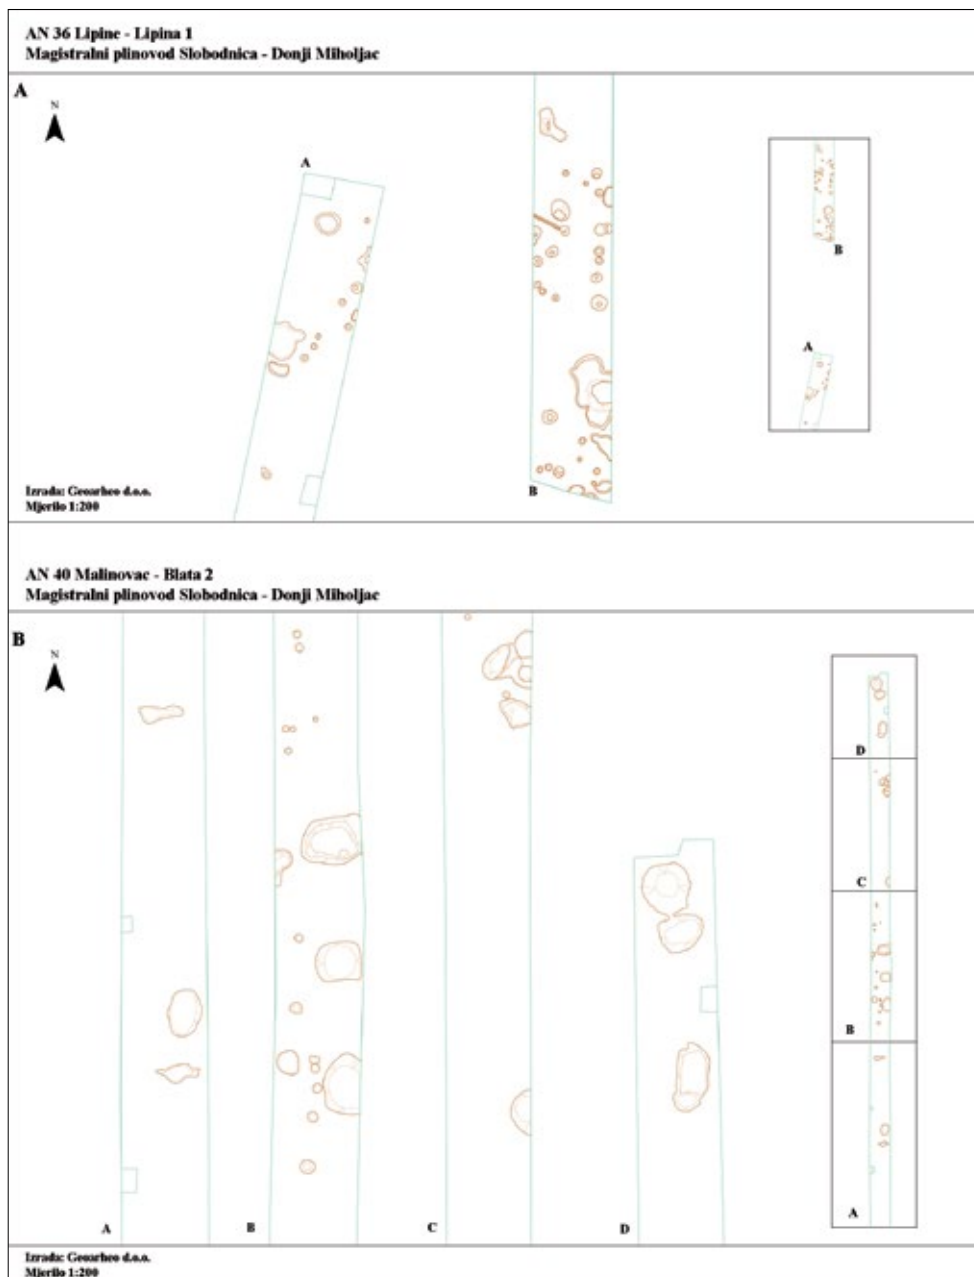 AN 36 Lipine - Lipina 1
Magistralni plinovod Slobodnica - Donji Miholjac
A
N
A
B
A
B
Izrada: Geoarheo d.o.o.
Mjerilo 1:200
AN 40 Malinovac - Blata 2
Magistralni plinovod Slobodnica - Donji Miholjac
B
N
D
C
B
A
A
B
C
D
Izrada: Geoarheo d.o.o.
Mjerilo 1:200